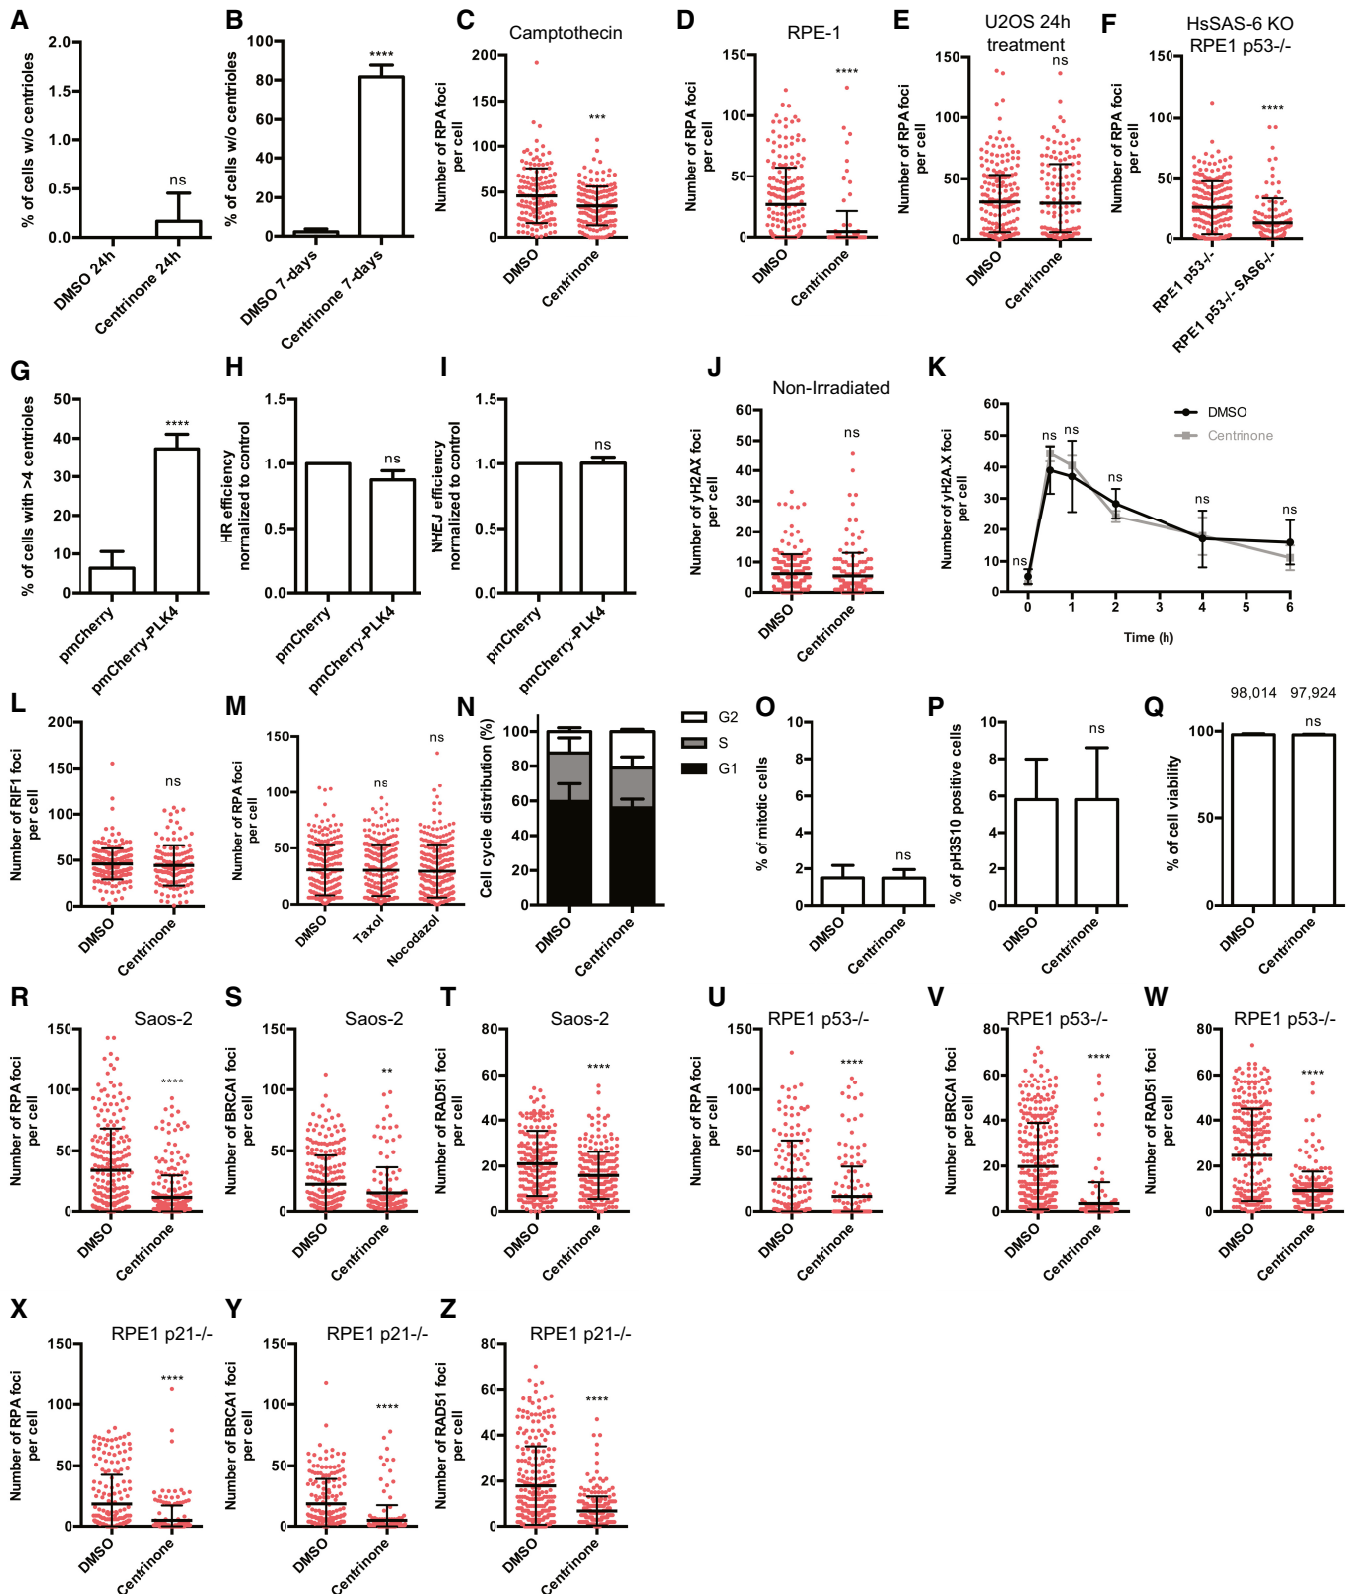 A
% of cells w/o centrioles
2.0
1.5
1.0
0.5
0.0
ns
DMSO 24h
Centrinone 24h
B
% of cells w/o centrioles
100
80
60
40
20
0
****
DMSO 7-days
Centrinone 7-days
C
Camptothecin
Number of RPA foci
per cell
200
150
100
50
0
***
DMSO
Centrinone
D
RPE-1
Number of RPA foci
per cell
150
100
50
0
****
DMSO
Centrinone
E
U2OS 24h
treatment
Number of RPA foci
per cell
150
100
50
0
ns
DMSO
Centrinone
F
HsSAS-6 KO
RPE1 p53-/-
Number of RPA foci
per cell
150
100
50
0
****
RPE1 p53-/-
RPE1 p53-/- SAS6-/-
G
% of cells with >4 centrioles
50
40
30
20
10
0
****
pmCherry
pmCherry-PLK4
H
HR efficiency
normalized to control
1.5
1.0
0.5
0.0
ns
pmCherry
pmCherry-PLK4
I
NHEJ efficiency
normalized to control
1.5
1.0
0.5
0.0
ns
pmCherry
pmCherry-PLK4
J
Non-Irradiated
Number of γH2AX foci
per cell
60
50
40
30
20
10
0
ns
DMSO
Centrinone
K
Number of γH2A.X foci
per cell
60
50
40
30
20
10
0
DMSO
Centrinone
ns
ns
ns
ns
ns
ns
0
1
2
3
4
5
6
Time (h)
L
Number of RIF1 foci
per cell
200
150
100
50
0
ns
DMSO
Centrinone
M
Number of RPA foci
per cell
150
100
50
0
ns
ns
DMSO
Taxol
Nocodazol
N
Cell cycle distribution (%)
100
80
60
40
20
0
G2
S
G1
DMSO
Centrinone
O
% of mitotic cells
10
8
6
4
2
0
ns
DMSO
Centrinone
P
% of pH3S10 positive cells
10
8
6
4
2
0
ns
DMSO
Centrinone
Q
98,014
97,924
% of cell viability
100
50
0
ns
DMSO
Centrinone
R
Saos-2
Number of RPA foci
per cell
150
100
50
0
****
DMSO
Centrinone
S
Saos-2
Number of BRCA1 foci
per cell
150
100
50
0
**
DMSO
Centrinone
T
Saos-2
Number of RAD51 foci
per cell
80
60
40
20
0
****
DMSO
Centrinone
U
RPE1 p53-/-
Number of RPA foci
per cell
150
100
50
0
****
DMSO
Centrinone
V
RPE1 p53-/-
Number of BRCA1 foci
per cell
80
60
40
20
0
****
DMSO
Centrinone
W
RPE1 p53-/-
Number of RAD51 foci
per cell
80
60
40
20
0
****
DMSO
Centrinone
X
RPE1 p21-/-
Number of RPA foci
per cell
150
100
50
0
****
DMSO
Centrinone
Y
RPE1 p21-/-
Number of BRCA1 foci
per cell
150
100
50
0
****
DMSO
Centrinone
Z
RPE1 p21-/-
Number of RAD51 foci
per cell
80
60
40
20
0
****
DMSO
Centrinone